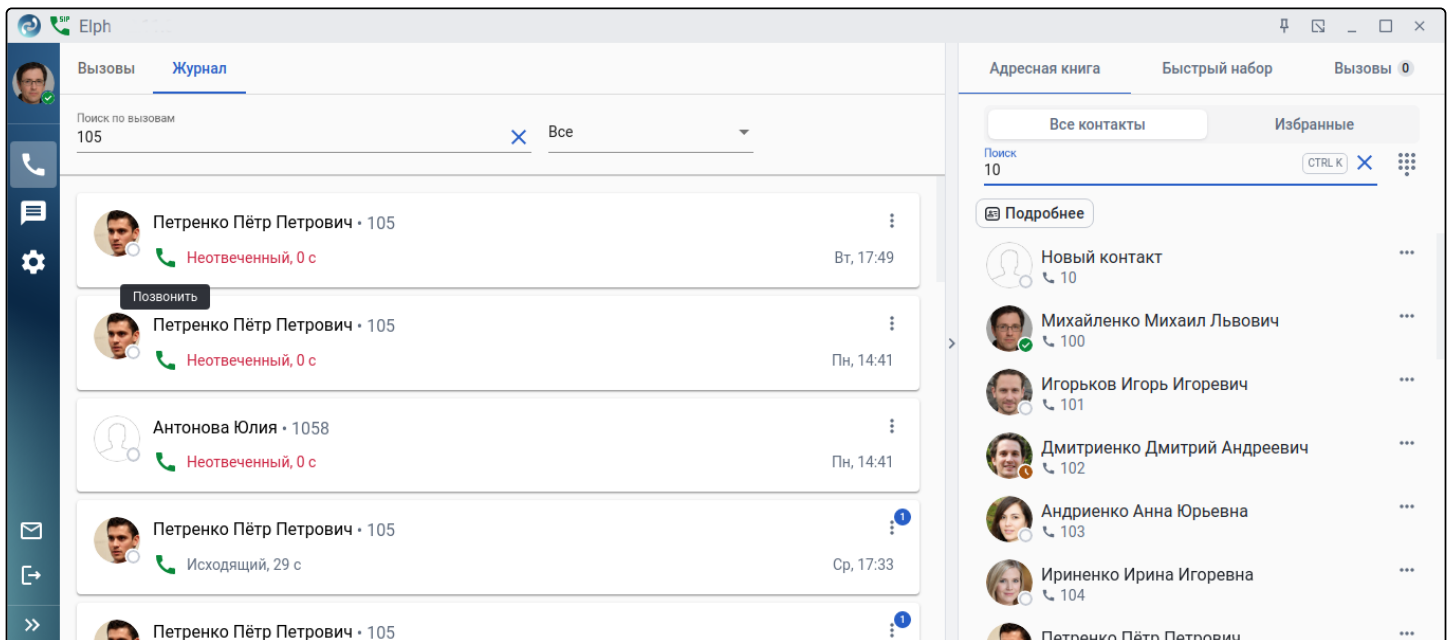 SIP Elph
Вызовы Журнал
Поиск по вызовам
105 Все
Петренко Пётр Петрович • 105
Неотвеченный, 0 с Вт, 17:49
Позвонить
Петренко Пётр Петрович • 105
Неотвеченный, 0 с Пн, 14:41
Антонова Юлия • 1058
Неотвеченный, 0 с Пн, 14:41
Петренко Пётр Петрович • 105 1
Исходящий, 29 с Ср, 17:33
Петренко Пётр Петрович • 105 1
Адресная книга Быстрый набор Вызовы 0
Все контакты Избранные
Поиск
10 CTRL K
Подробнее
Новый контакт
10
Михайленко Михаил Львович
100
Игорьков Игорь Игоревич
101
Дмитриенко Дмитрий Андреевич
102
Андриенко Анна Юрьевна
103
Ириненко Ирина Игоревна
104
Петренко Пётр Петрович